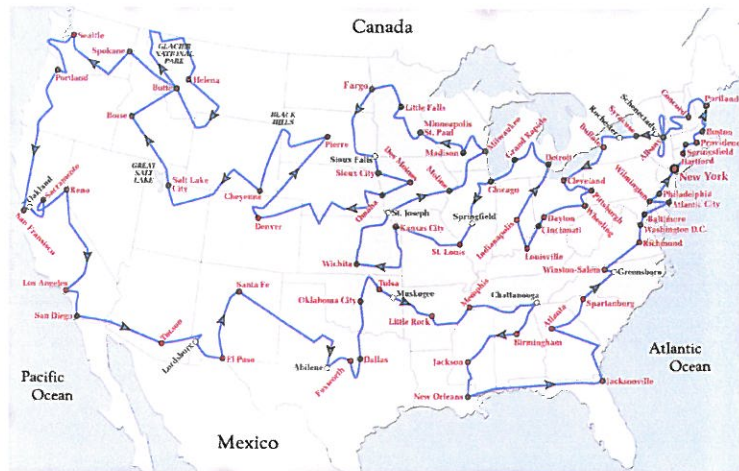 Canada
Seattle
Spokane
GLACIER
NATIONAL
PARK
Portland
Helena
Butte
Boise
Fargo
Little Falls
Minneapolis
St. Paul
Milwaukee
Madison
Grand Rapids
Detroit
Concord
Portland
Schenectady
Rochester
Syracuse
Albany
Boston
Providence
Springfield
Hartford
New York
Buffalo
BLACK
HILLS
Pierre
Sioux Falls
Sioux City
Des Moines
Moline
Chicago
Cleveland
Pittsburgh
Wheeling
Wilmington
Philadelphia
Atlantic City
Baltimore
Washington D.C.
Richmond
GREAT
SALT
LAKE
Salt Lake
City
Cheyenne
Denver
Omaha
St. Joseph
Kansas City
Springfield
St. Louis
Indianapolis
Dayton
Cincinati
Louisville
Oakland
Sacramento
Reno
San Fransisco
Wichita
Winston-Salem
Greensboro
Los Angeles
San Diego
Santa Fe
Oklahoma City
Tulsa
Muskogee
Little Rock
Memphis
Chattanooga
Spartanburg
Atlanta
Birmingham
Tucson
Lordsburg
El Paso
Abilene
Foxworth
Dallas
Jackson
New Orleans
Jacksonville
Pacific
Ocean
Atlantic
Ocean
Mexico